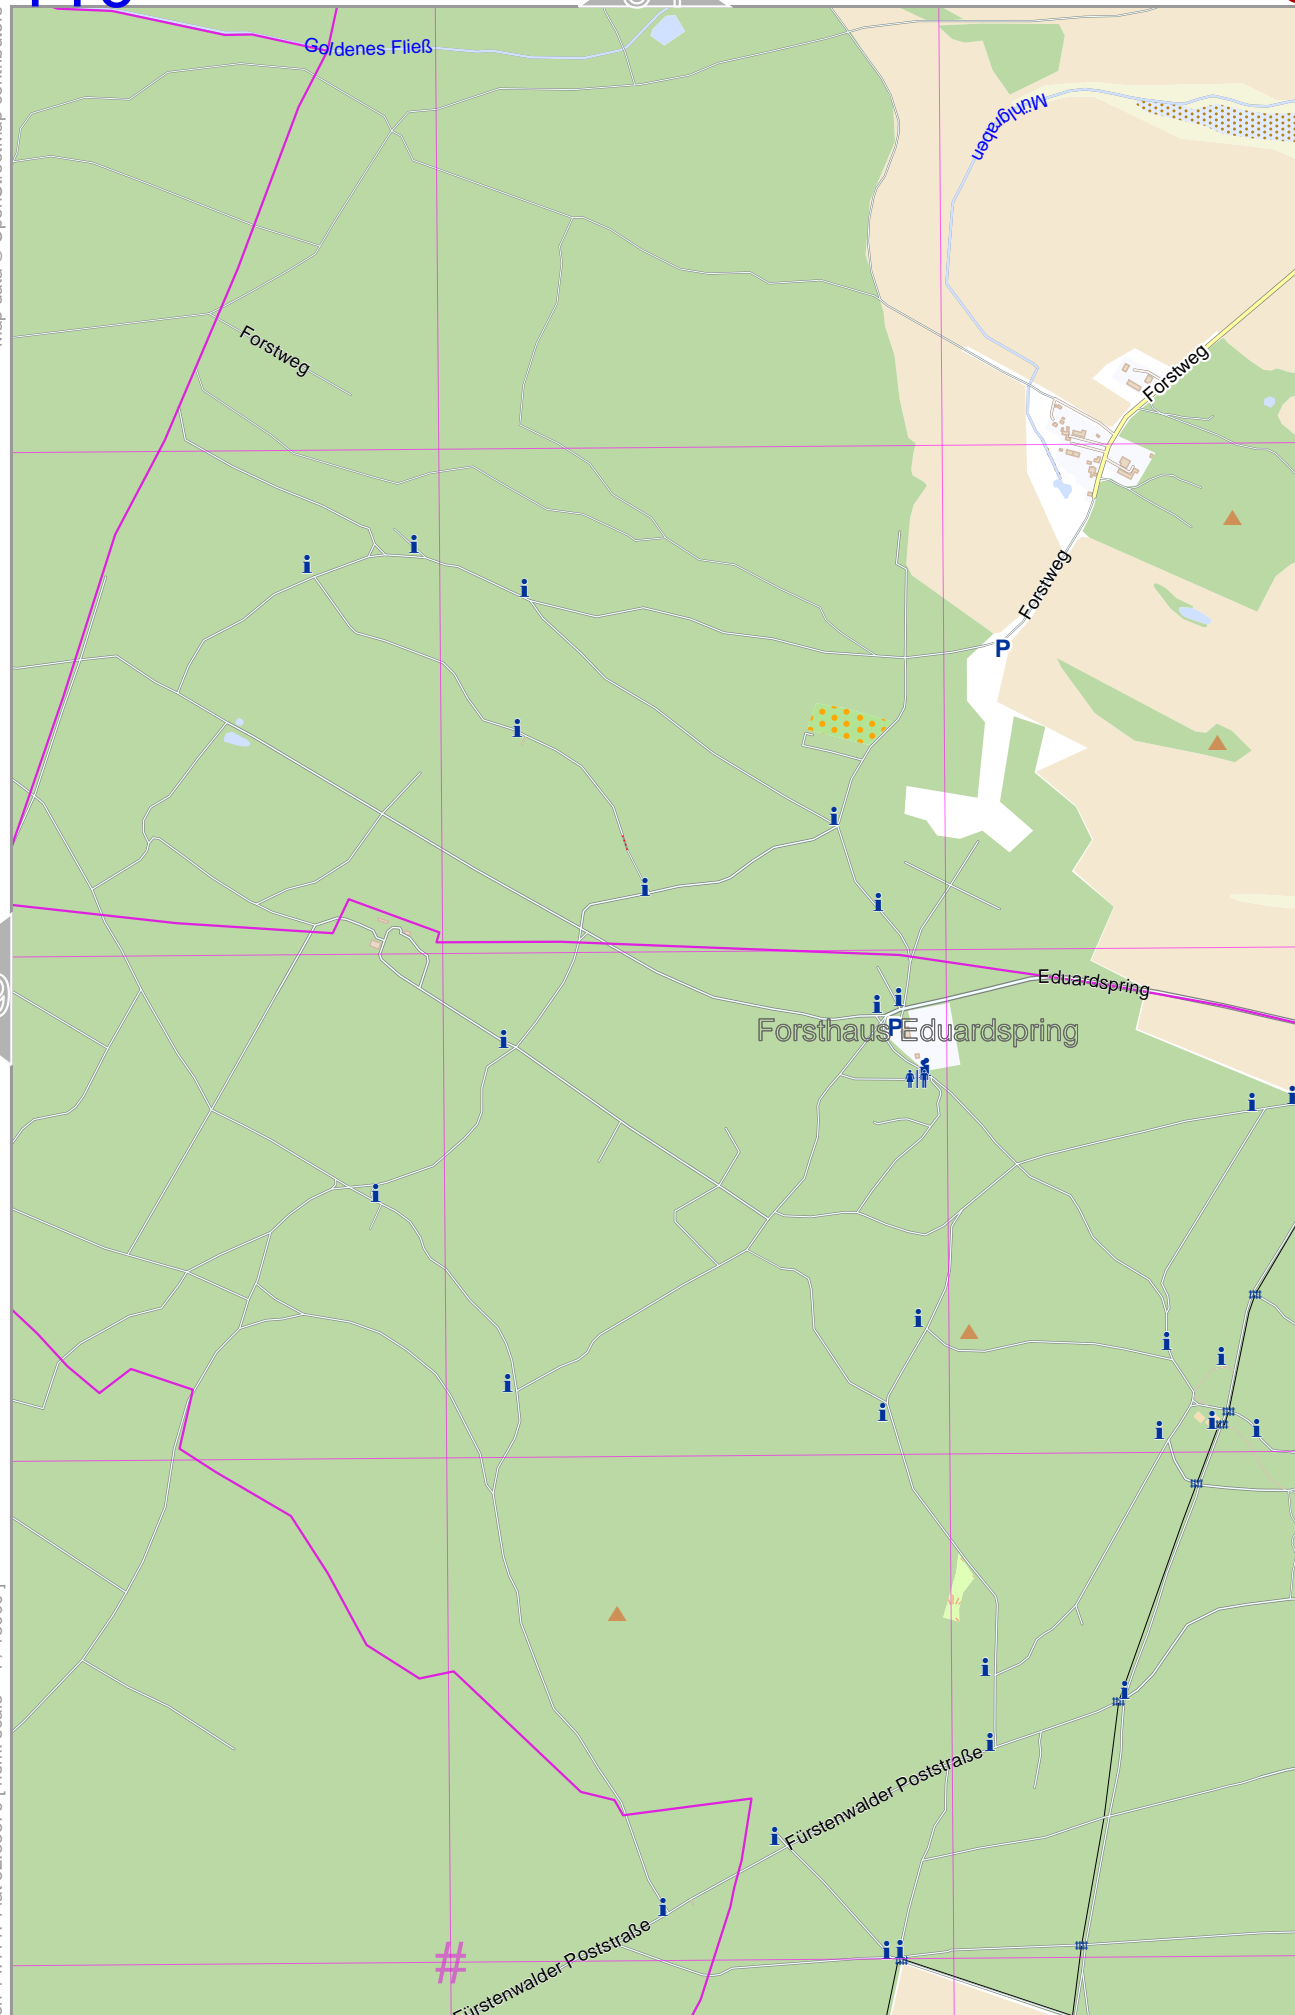 Goldenes Fließ
Mühlgraben
Forstweg
Forstweg
Forstweg
P
Eduardspring
P
Forsthaus Eduardspring
Fürstenwalder Poststraße
Fürstenwalder Poststraße
#